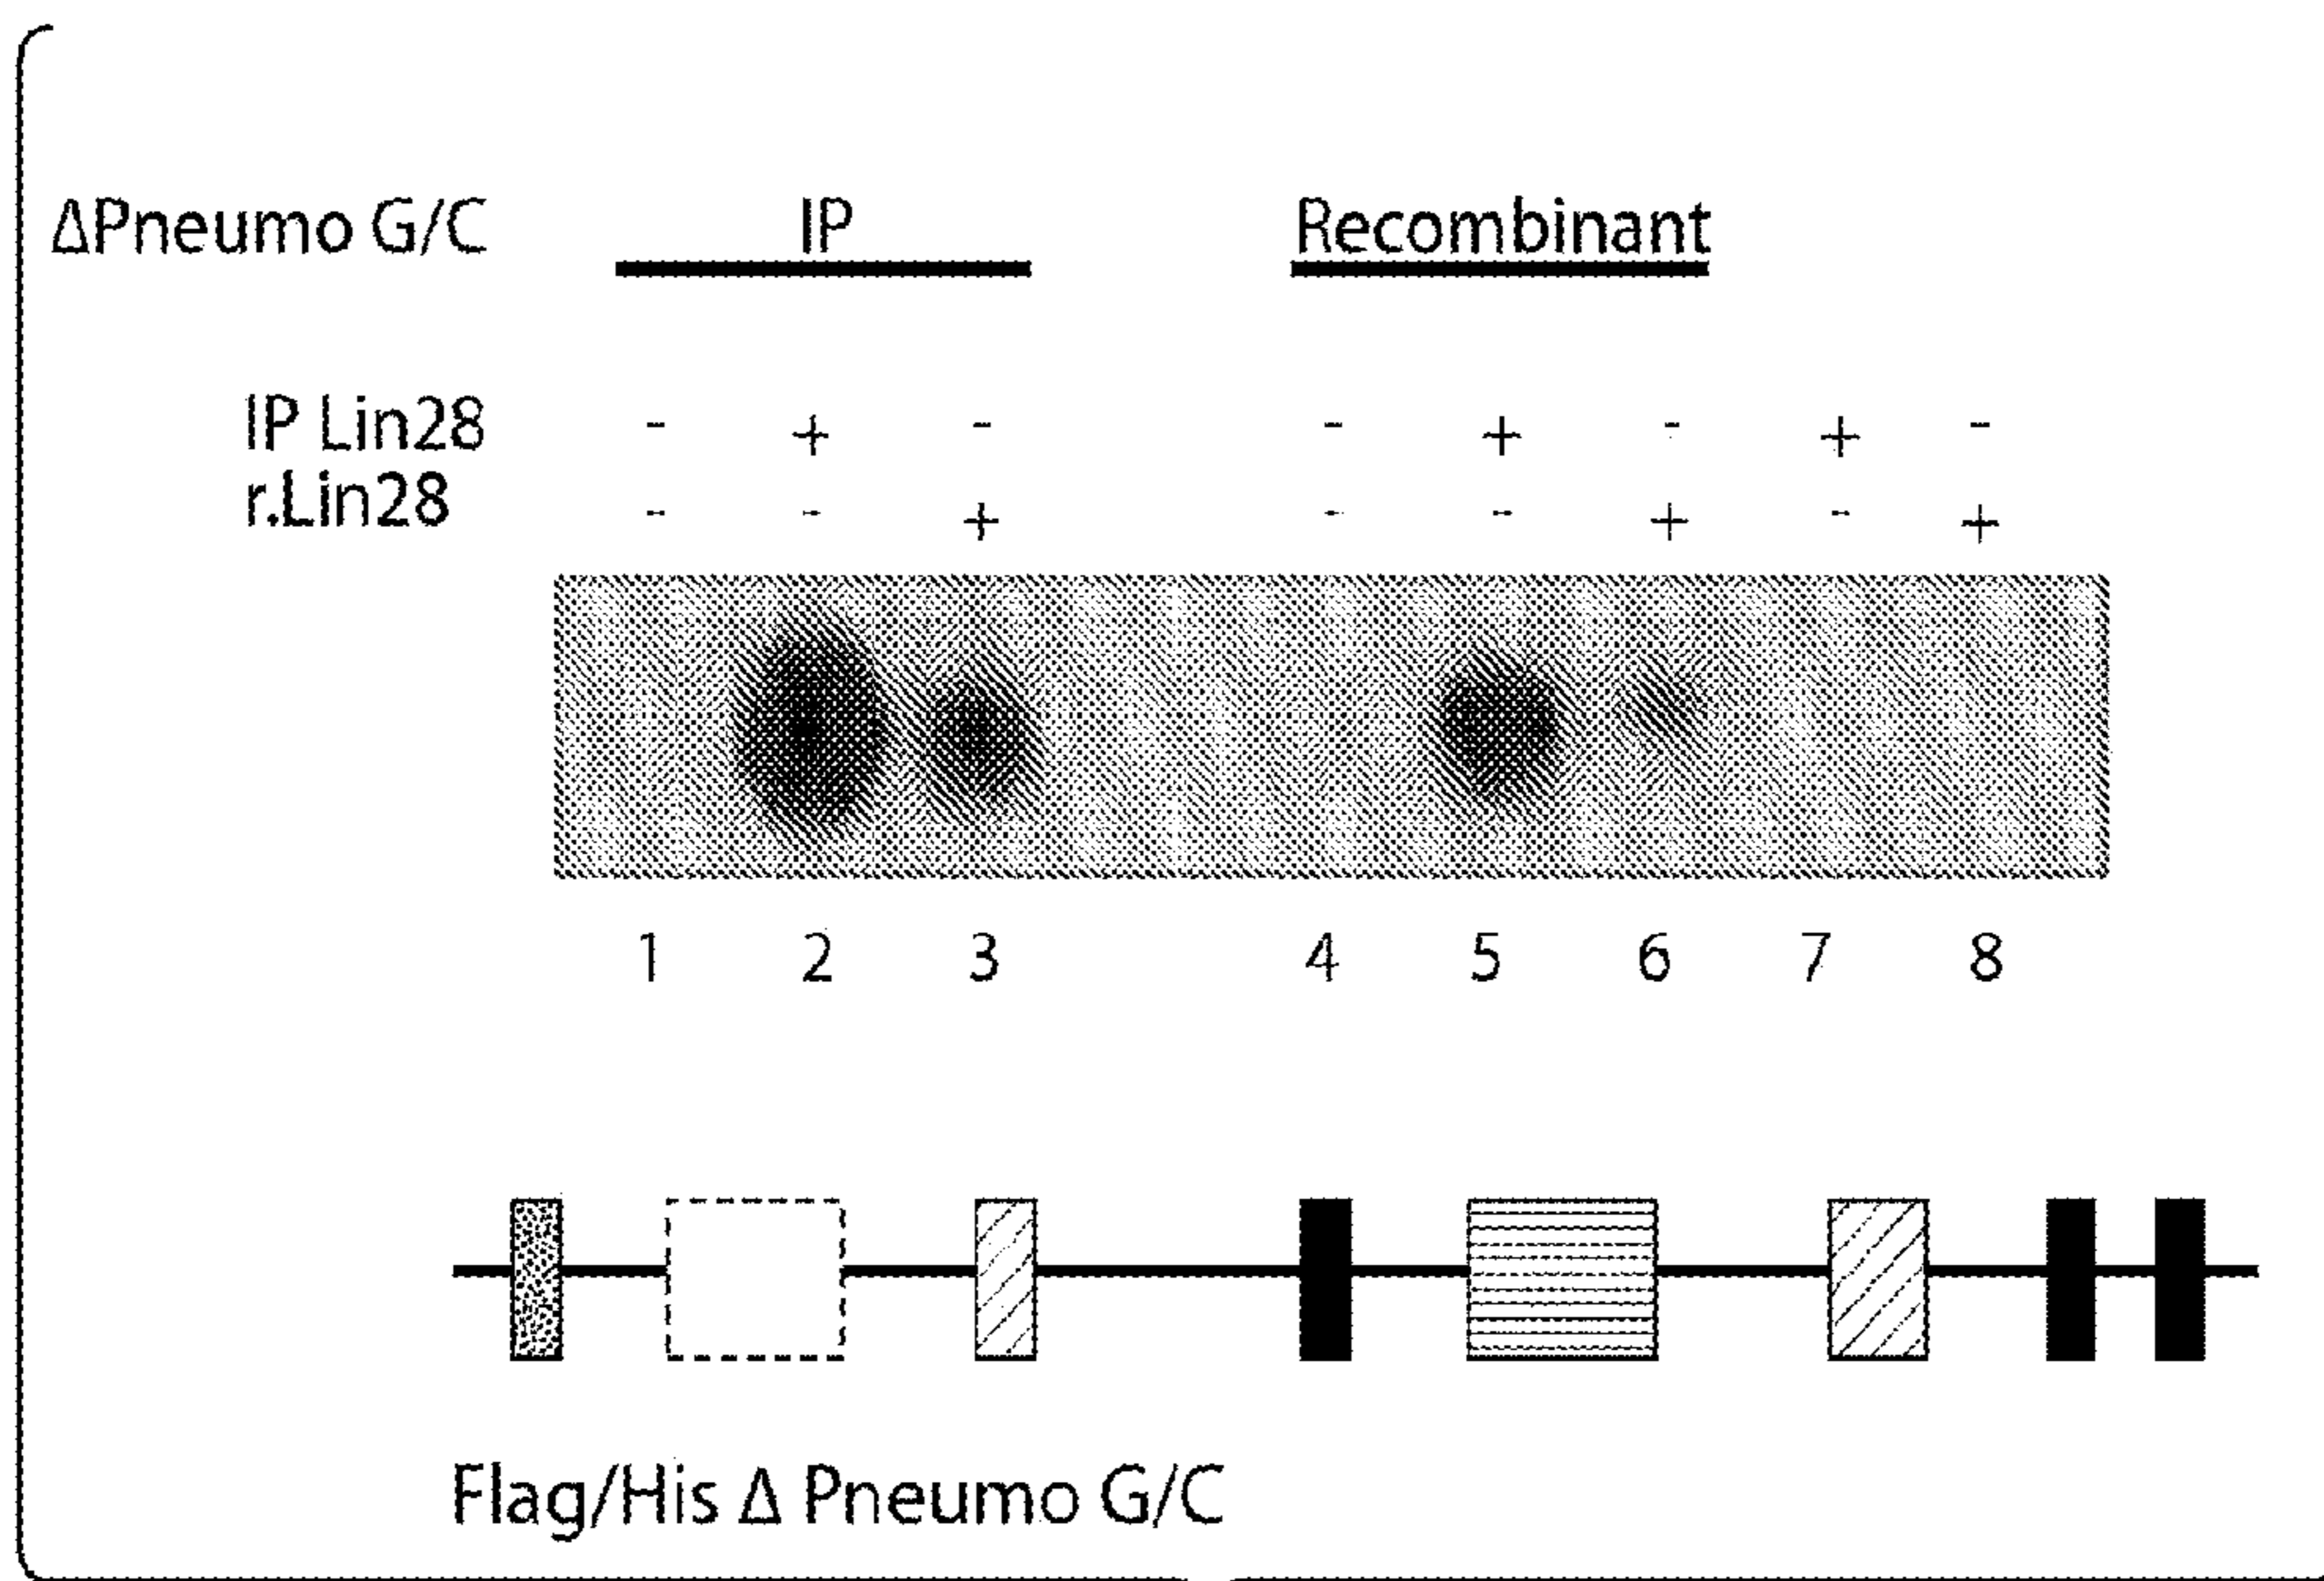 ΔPneumo G/C IP Recombinant
IP Lin28 - + - - + - + -
r.Lin28 - - + - - + - +
1 2 3 4 5 6 7 8
Flag/His Δ Pneumo G/C